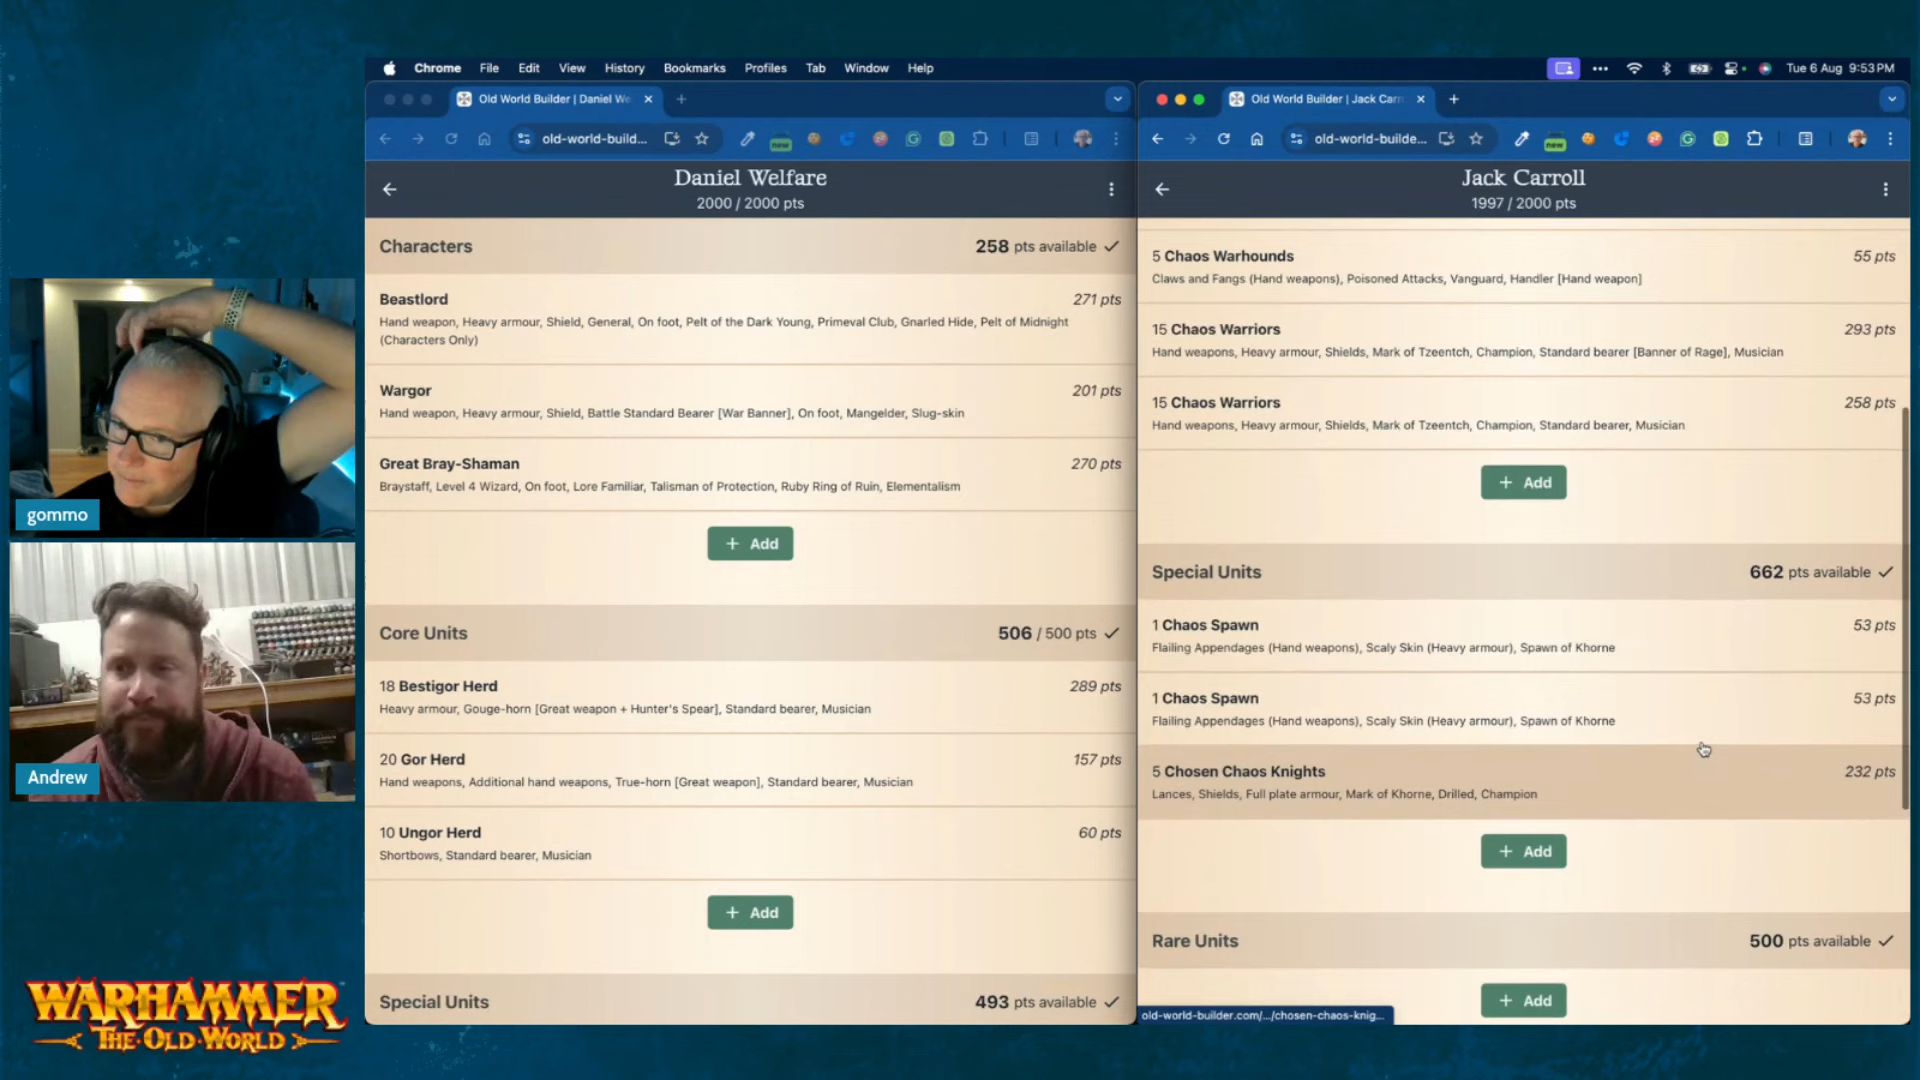 Chrome File Edit View History Bookmarks Profiles Tab Window Help
Tue 6 Aug 9:53 PM
Old World Builder | Daniel We
old-world-build...
new
Daniel Welfare
2000 / 2000 pts
Characters
258 pts available
Beastlord
271 pts
Hand weapon, Heavy armour, Shield, General, On foot, Pelt of the Dark Young, Primeval Club, Gnarled Hide, Pelt of Midnight
(Characters Only)
Wargor
201 pts
Hand weapon, Heavy armour, Shield, Battle Standard Bearer [War Banner], On foot, Mangelder, Slug-skin
Great Bray-Shaman
270 pts
Braystaff, Level 4 Wizard, On foot, Lore Familiar, Talisman of Protection, Ruby Ring of Ruin, Elementalism
+ Add
Core Units
506 / 500 pts
18 Bestigor Herd
289 pts
Heavy armour, Gouge-horn [Great weapon + Hunter's Spear], Standard bearer, Musician
20 Gor Herd
157 pts
Hand weapons, Additional hand weapons, True-horn [Great weapon], Standard bearer, Musician
10 Ungor Herd
60 pts
Shortbows, Standard bearer, Musician
+ Add
Special Units
493 pts available
Old World Builder | Jack Carr
old-world-builde...
new
Jack Carroll
1997 / 2000 pts
5 Chaos Warhounds
55 pts
Claws and Fangs (Hand weapons), Poisoned Attacks, Vanguard, Handler [Hand weapon]
15 Chaos Warriors
293 pts
Hand weapons, Heavy armour, Shields, Mark of Tzeentch, Champion, Standard bearer [Banner of Rage], Musician
15 Chaos Warriors
258 pts
Hand weapons, Heavy armour, Shields, Mark of Tzeentch, Champion, Standard bearer, Musician
+ Add
Special Units
662 pts available
1 Chaos Spawn
53 pts
Flailing Appendages (Hand weapons), Scaly Skin (Heavy armour), Spawn of Khorne
1 Chaos Spawn
53 pts
Flailing Appendages (Hand weapons), Scaly Skin (Heavy armour), Spawn of Khorne
5 Chosen Chaos Knights
232 pts
Lances, Shields, Full plate armour, Mark of Khorne, Drilled, Champion
+ Add
Rare Units
500 pts available
+ Add
old-world-builder.com/.../chosen-chaos-knig...
gommo
Andrew
WARHAMMER
THE OLD WORLD